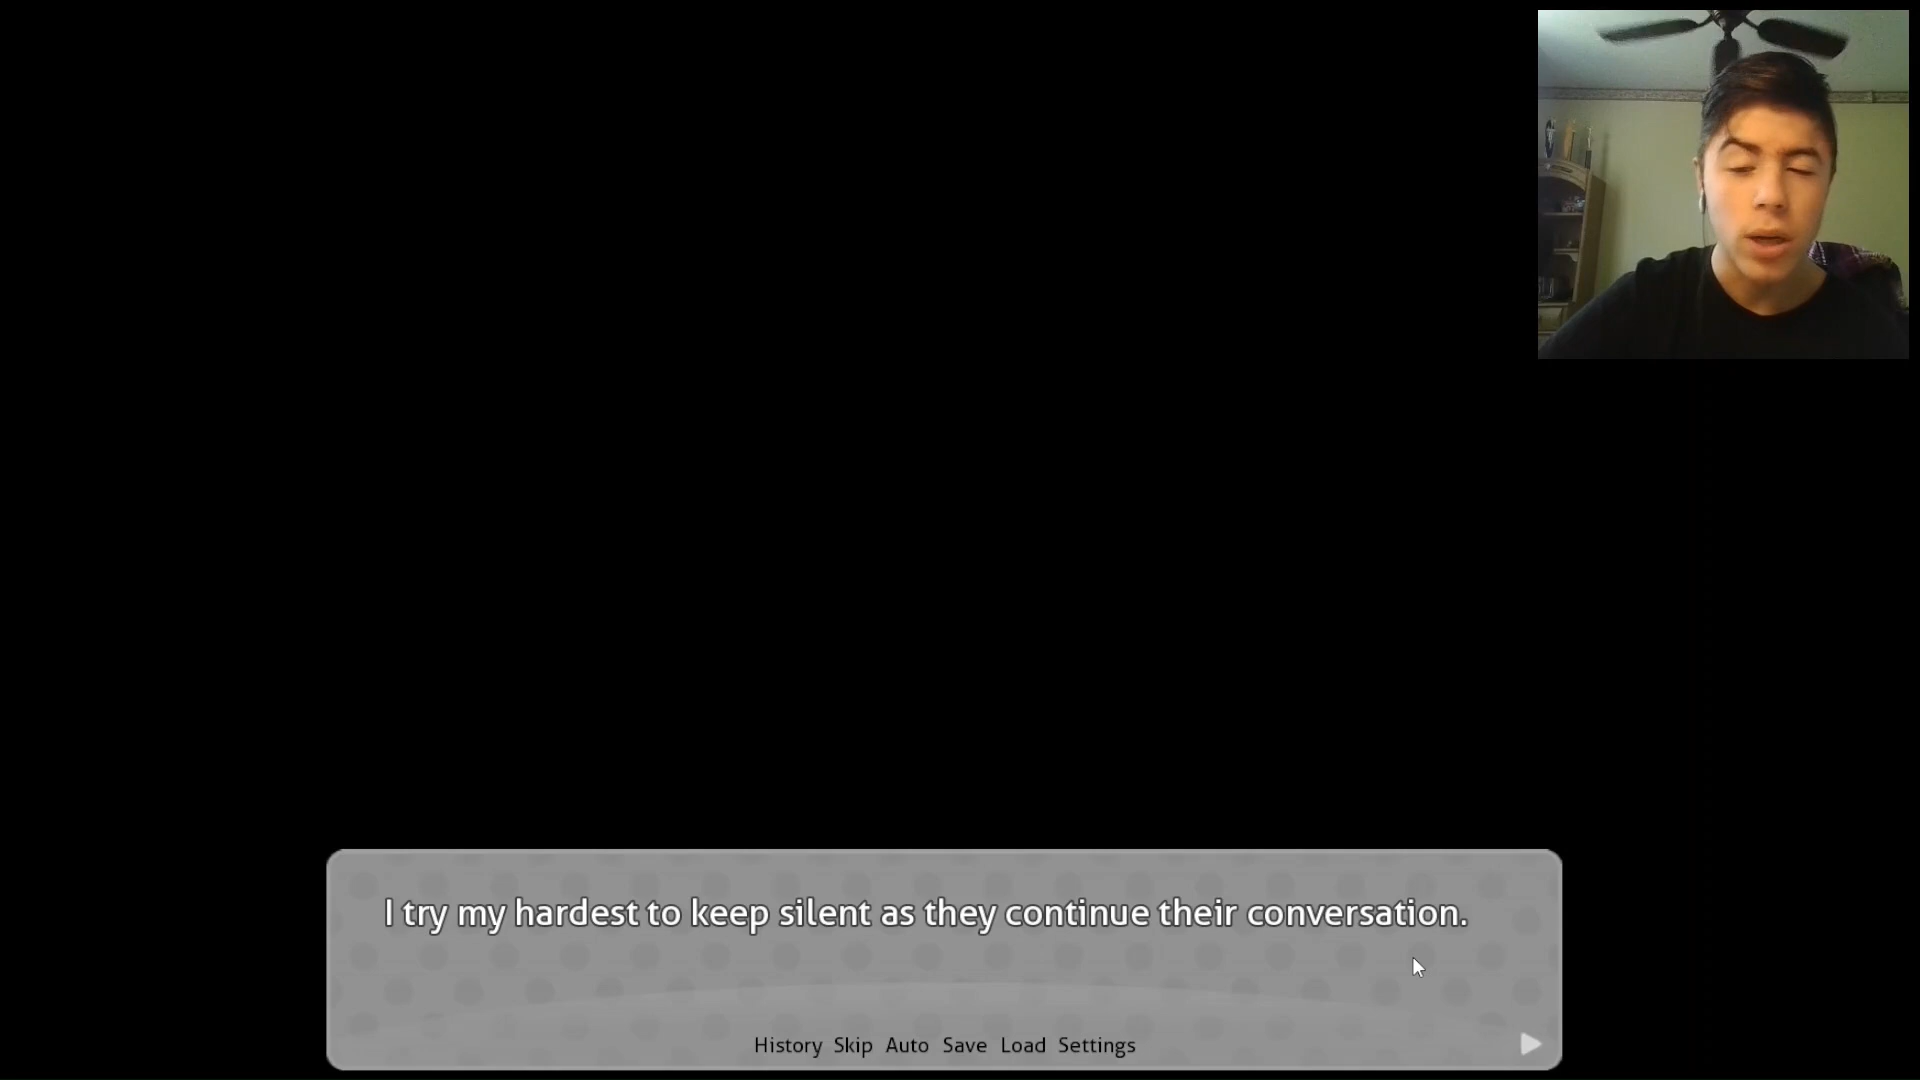 I try my hardest to keep silent as they continue their conversation.
History Skip Auto Save Load Settings